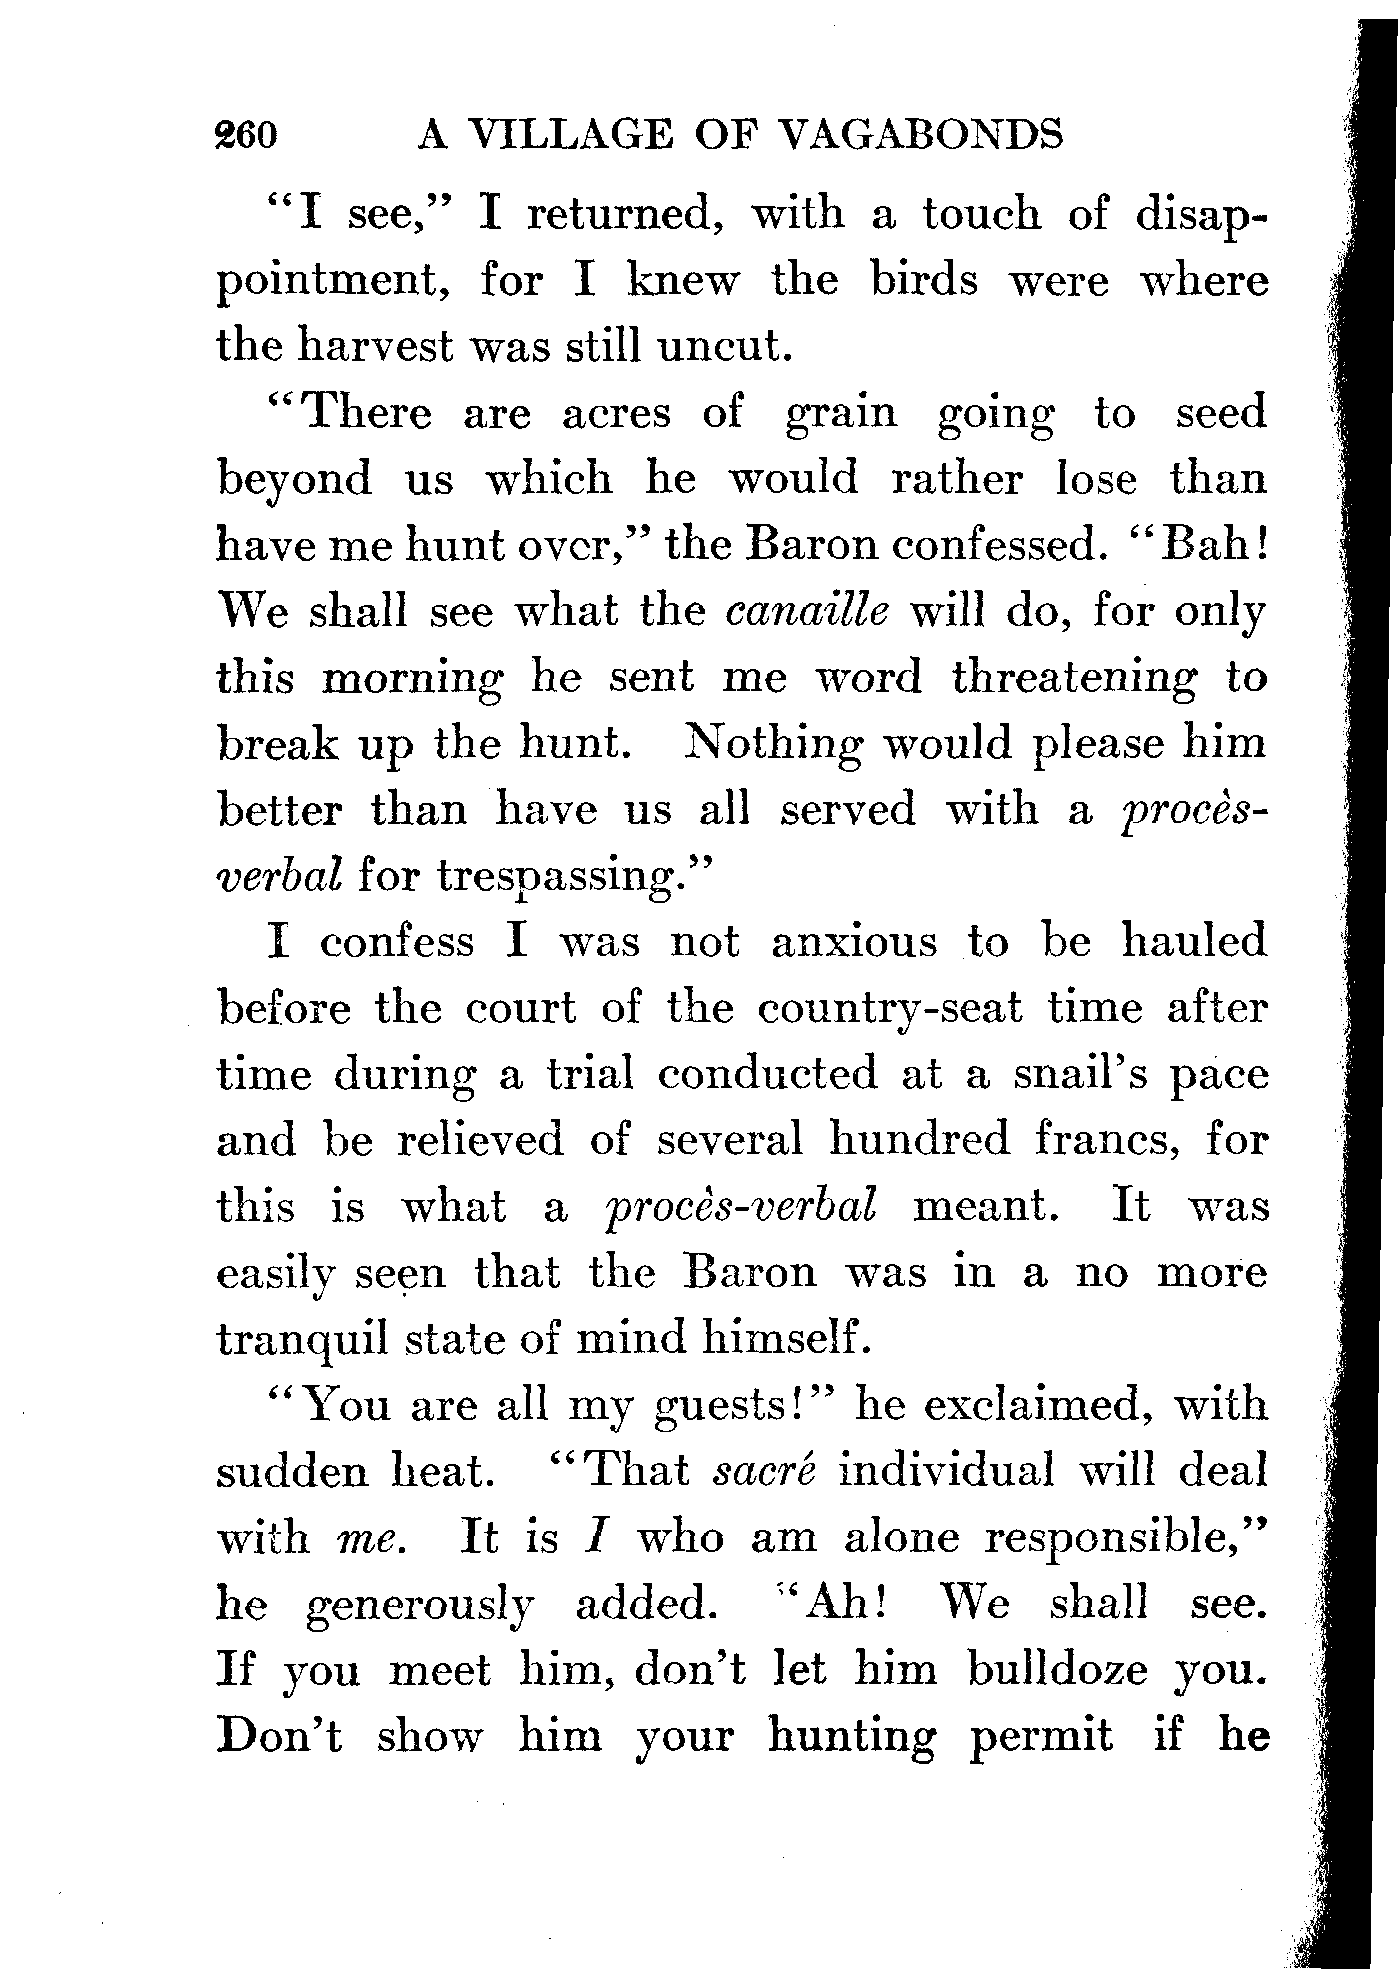 260 A VILLAGE OF VAGABONDS
“I see,” I returned, with a touch of disap-
pointment, for I knew the birds were where
the harvest was still uncut.
“There are acres of grain going to seed
beyond us which he would rather lose than
have me hunt over,” the Baron confessed. “Bah!
We shall see what the canaille will do, for only
this morning he sent me word threatening to
break up the hunt. Nothing would please him
better than have us all served with a procès-
verbal for trespassing.”
I confess I was not anxious to be hauled
before the court of the country-seat time after
time during a trial conducted at a snail’s pace
and be relieved of several hundred francs, for
this is what a procès-verbal meant. It was
easily seen that the Baron was in a no more
tranquil state of mind himself.
“You are all my guests!” he exclaimed, with
sudden heat. “That sacré individual will deal
with me. It is I who am alone responsible,”
he generously added. “Ah! We shall see.
If you meet him, don’t let him bulldoze you.
Don’t show him your hunting permit if he